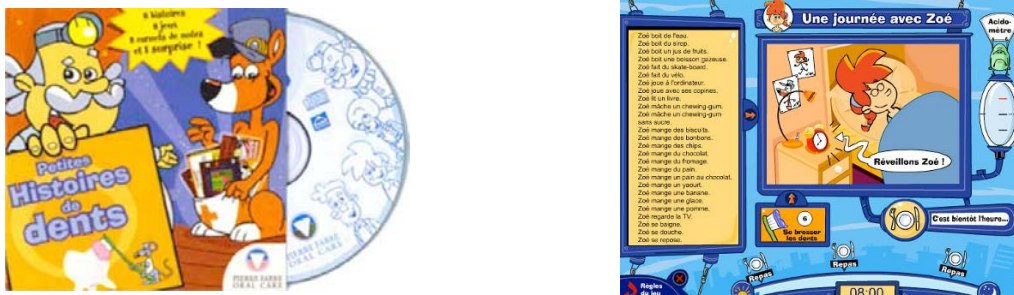 8 histoires
8 jeux
8 carnets de notes
et 1 surprise !
Petites
Histoires
de
dents
PIERRE FABRE
ORAL CARE
Une journée avec Zoé
Acido-
mètre
Zoé boit de l'eau.
Zoé boit du sirop.
Zoé boit un jus de fruits.
Zoé boit une boisson gazeuse.
Zoé fait du skate-board.
Zoé fait du vélo.
Zoé joue à l'ordinateur.
Zoé joue avec ses copines.
Zoé lit un livre.
Zoé mâche un chewing-gum.
Zoé mâche un chewing-gum
sans sucre.
Zoé mange des biscuits.
Zoé mange des bonbons.
Zoé mange des chips.
Zoé mange du chocolat.
Zoé mange du fromage.
Zoé mange du pain.
Zoé mange un pain au chocolat.
Zoé mange un yaourt.
Zoé mange une banane.
Zoé mange une glace.
Zoé mange une pomme.
Zoé regarde la TV.
Zoé se baigne.
Zoé se douche.
Zoé se repose.
Réveillons Zoé !
6
Se brosser
les dents
C'est bientôt l'heure...
Repas
Repas
Repas
Règles
du jeu
08:00